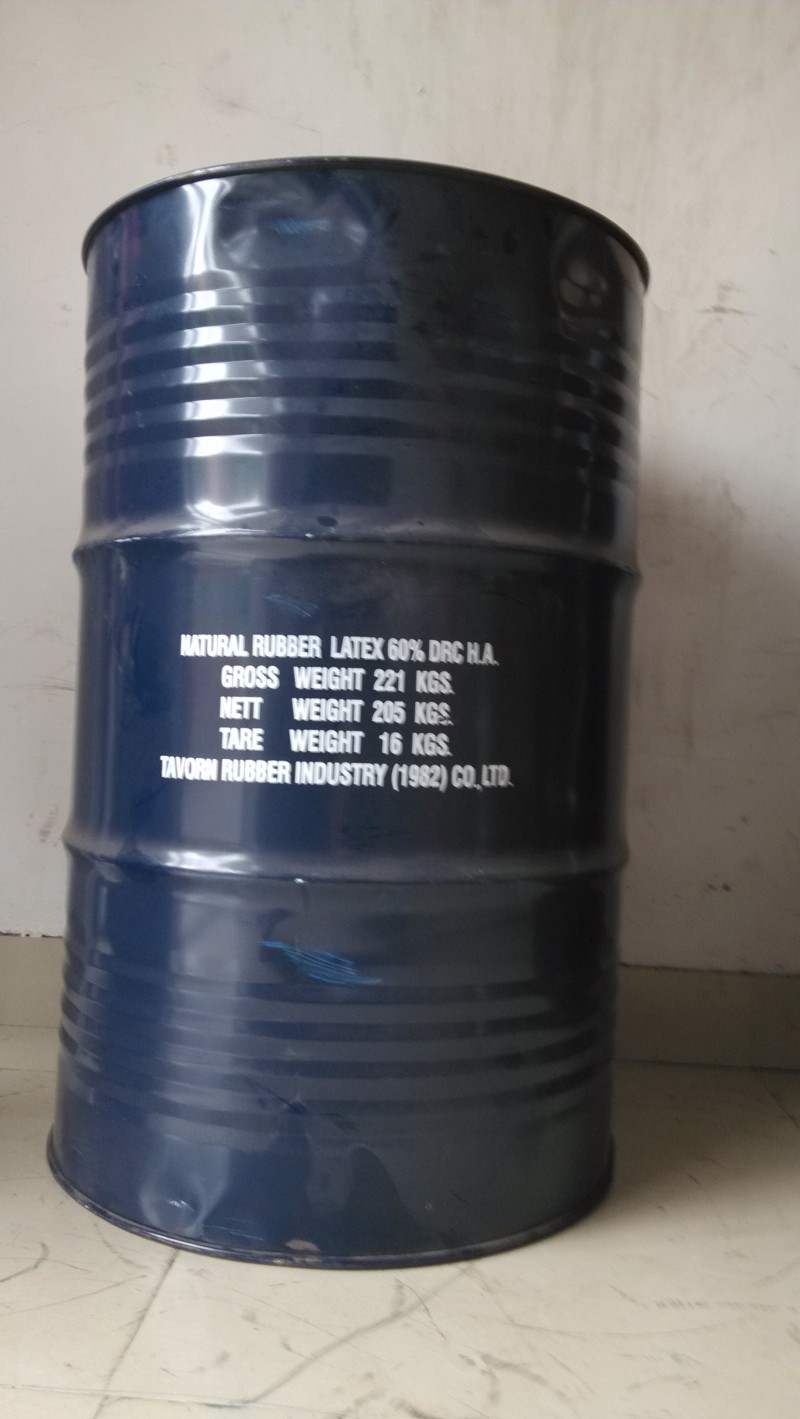 NATURAL RUBBER LATEX 60% DRC H.A.
GROSS WEIGHT 221 KGS.
NETT WEIGHT 205 KGS.
TARE WEIGHT 16 KGS.
TAVORN RUBBER INDUSTRY (1982) CO.,LTD.